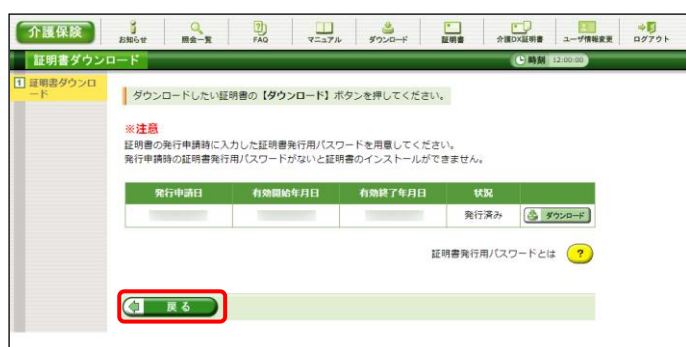 介護保険
お知らせ
照会一覧
FAQ
マニュアル
ダウンロード
証明書
介護DX証明書
ユーザ情報変更
ログアウト
証明書ダウンロード
時刻 12:00:00
1 証明書ダウンロ
ード
ダウンロードしたい証明書の【ダウンロード】ボタンを押してください。
※注意
証明書の発行申請時に入力した証明書発行用パスワードを用意してください。
発行申請時の証明書発行用パスワードがないと証明書のインストールができません。
発行申請日 有効開始年月日 有効終了年月日 状況
発行済み ダウンロード
証明書発行用パスワードとは ?
戻る